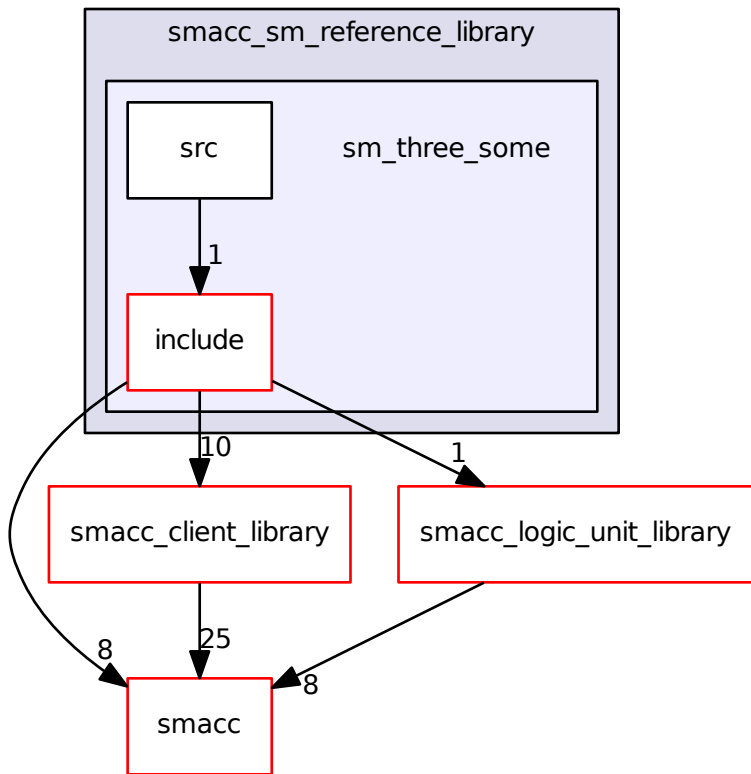 smacc_sm_reference_library
src
sm_three_some
1
include
10
1
smacc_client_library
smacc_logic_unit_library
8
25
8
smacc